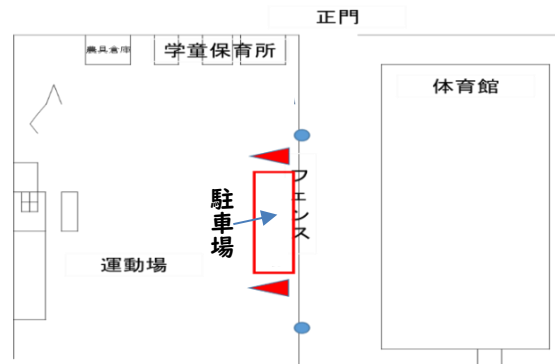 正門
農具倉庫
学童保育所
体育館
フェンス
駐車場
運動場